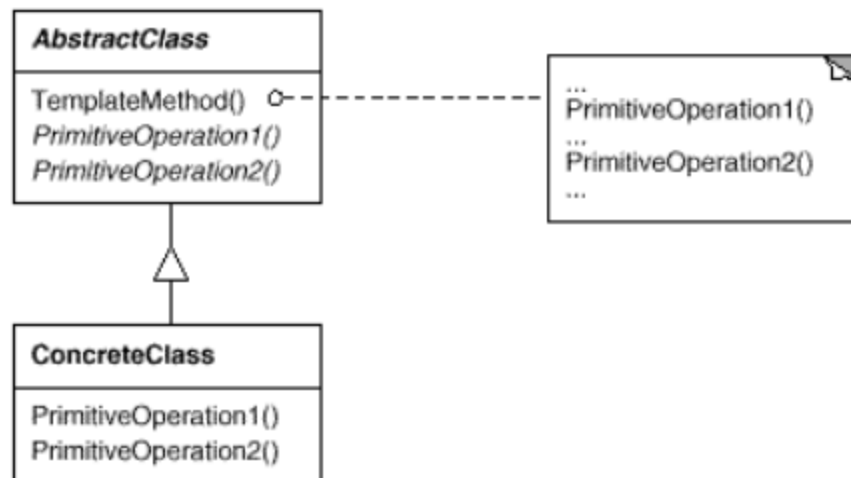 AbstractClass
TemplateMethod()
PrimitiveOperation1()
PrimitiveOperation2()
...
PrimitiveOperation1()
...
PrimitiveOperation2()
...
ConcreteClass
PrimitiveOperation1()
PrimitiveOperation2()